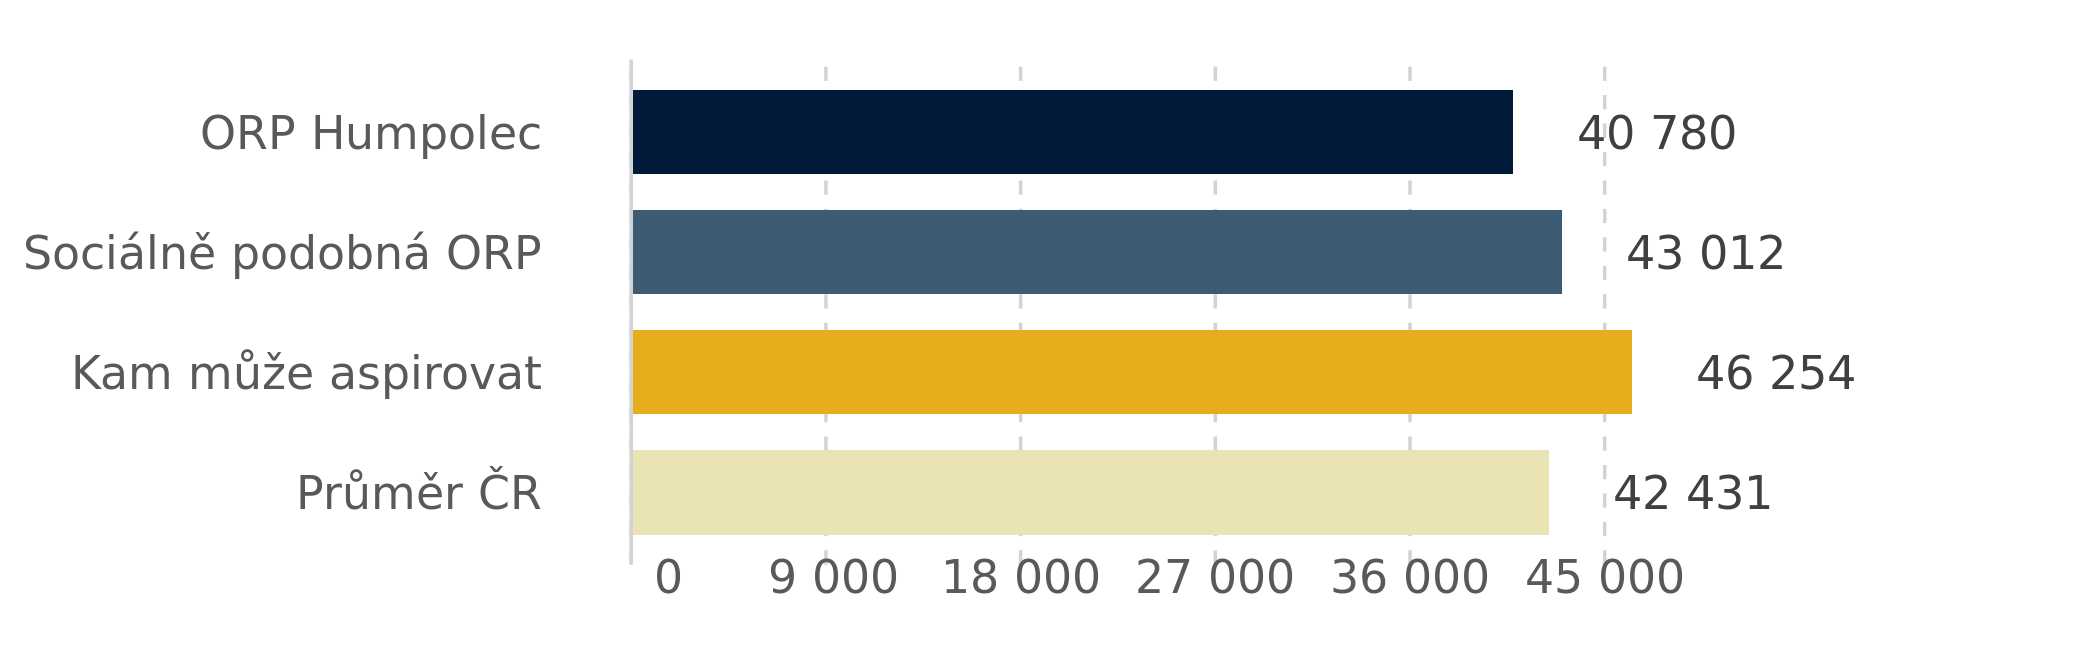 ORP Humpolec 40 780
Sociálně podobná ORP 43 012
Kam může aspirovat 46 254
Průměr ČR 42 431
0 9 000 18 000 27 000 36 000 45 000